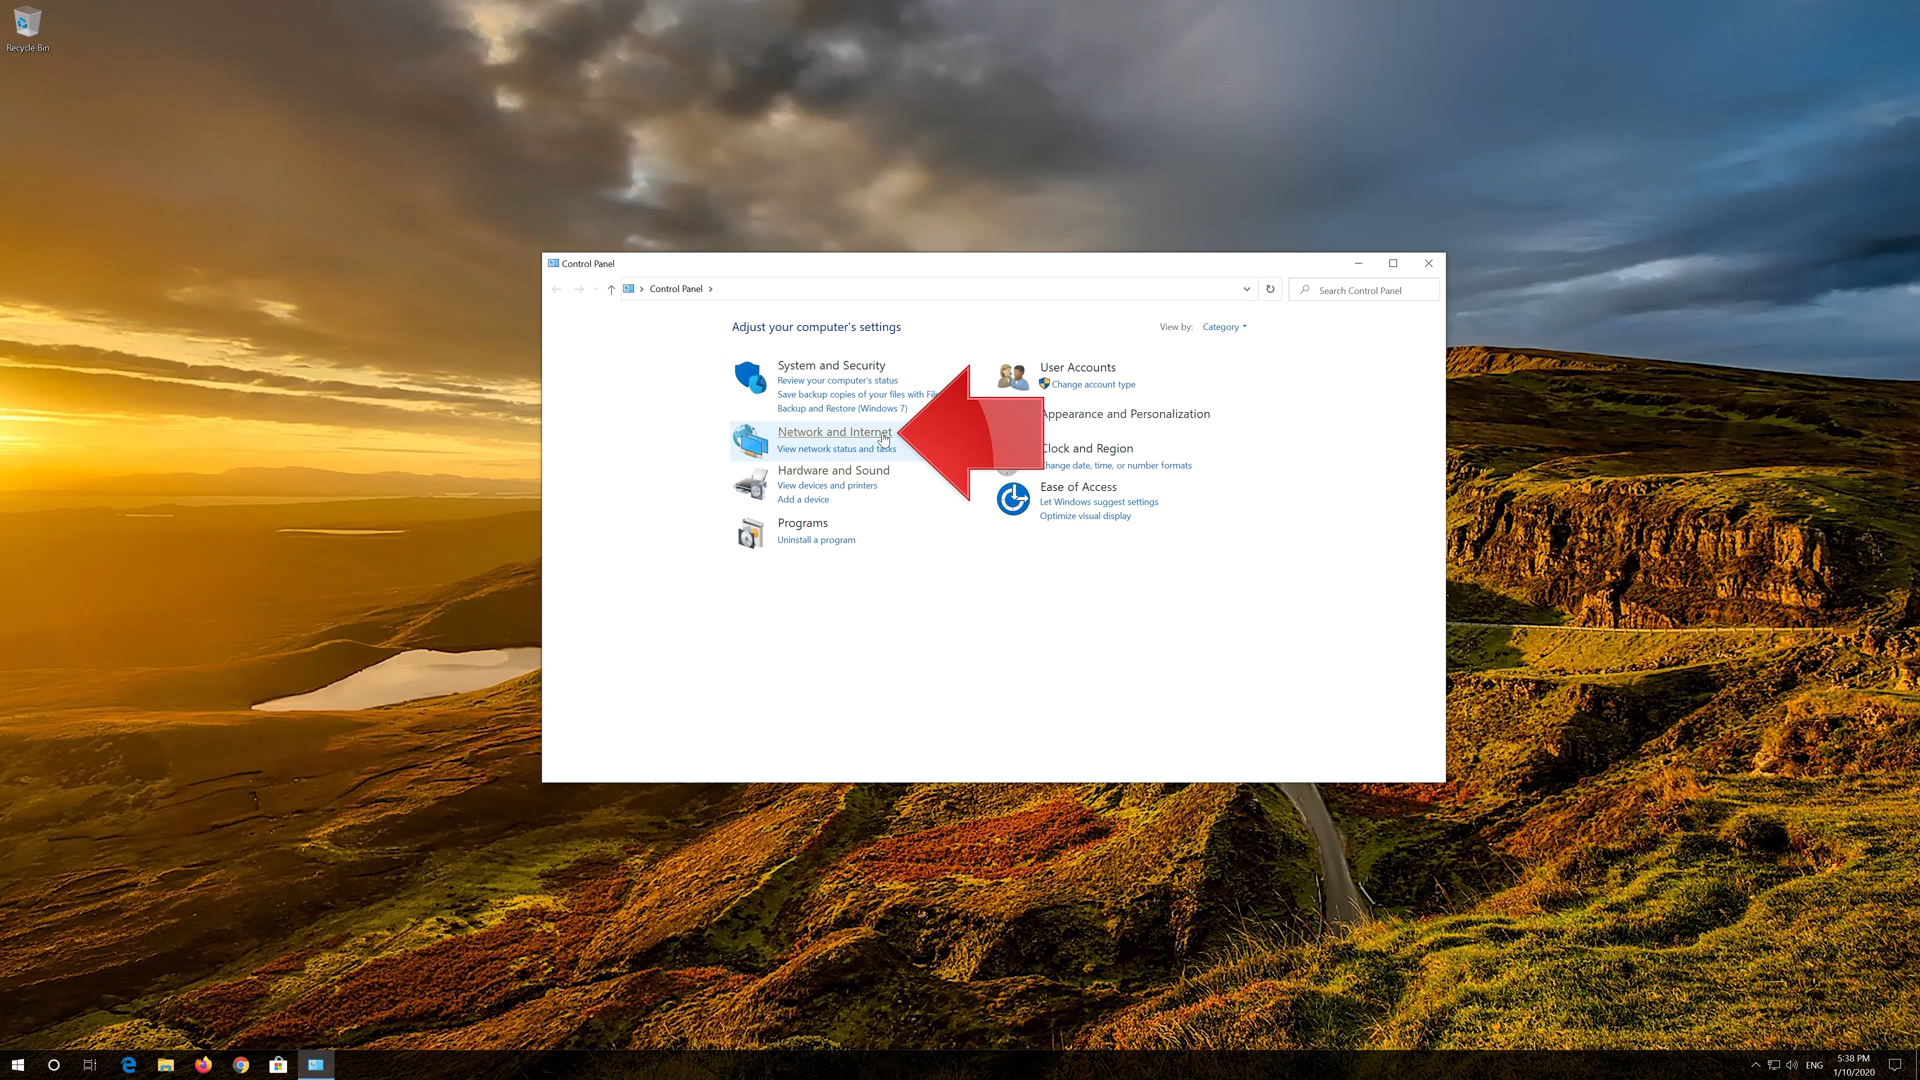 Recycle Bin
Control Panel
Control Panel
Search Control Panel
Adjust your computer's settings
View by: Category
System and Security
Review your computer's status
Save backup copies of your files with
Backup and Restore (Windows 7)
Network and Internet
View network status and tasks
Hardware and Sound
View devices and printers
Add a device
Programs
Uninstall a program
User Accounts
Change account type
Appearance and Personalization
Clock and Region
Change date, time, or number formats
Ease of Access
Let Windows suggest settings
Optimize visual display
ENG
5:38 PM
1/10/2020